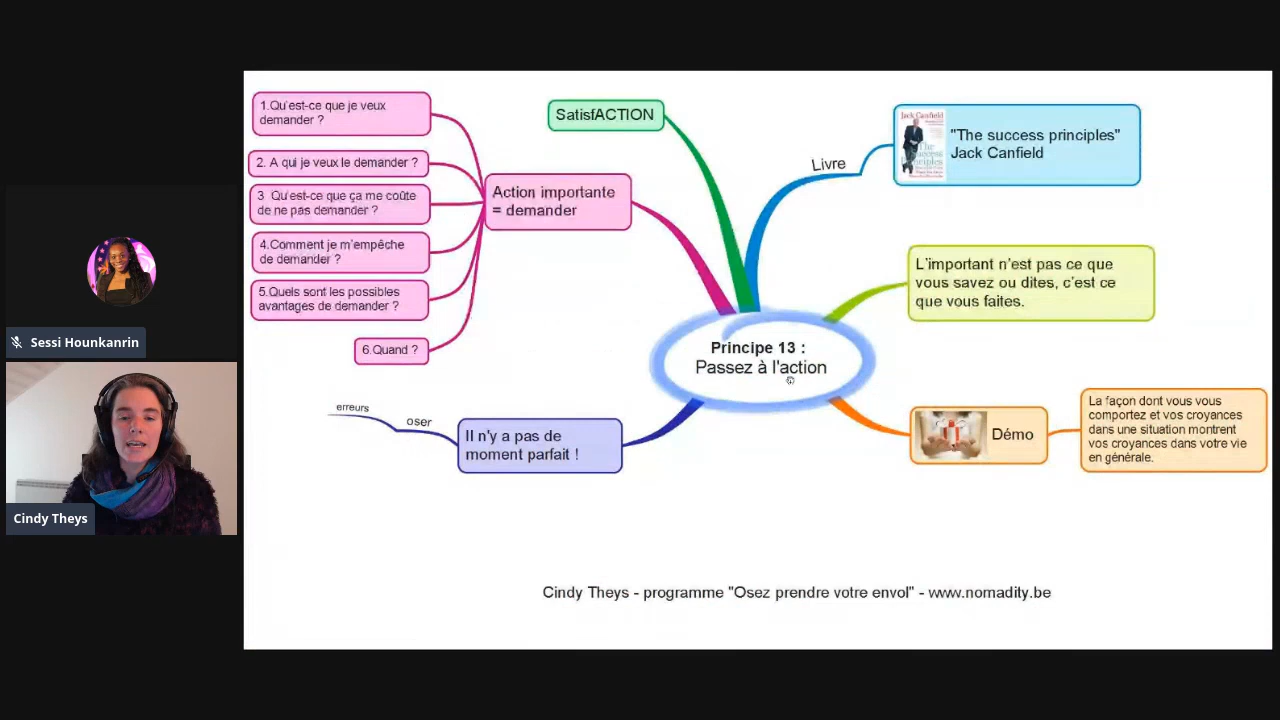 1.Qu'est-ce que je veux
demander ?
2. A qui je veux le demander ?
3 Qu'est-ce que ça me coûte
de ne pas demander ?
4.Comment je m'empêche
de demander ?
5.Quels sont les possibles
avantages de demander ?
6.Quand ?
Action importante
= demander
SatisfACTION
Livre
Jack Canfield
The
Success
Principles
"The success principles"
Jack Canfield
L'important n'est pas ce que
vous savez ou dites, c'est ce
que vous faites.
Principe 13 :
Passez à l'action
erreurs
oser
Il n'y a pas de
moment parfait !
Démo
La façon dont vous vous
comportez et vos croyances
dans une situation montrent
vos croyances dans votre vie
en générale.
Cindy Theys - programme "Osez prendre votre envol" - www.nomadity.be
Sessi Hounkanrin
Cindy Theys